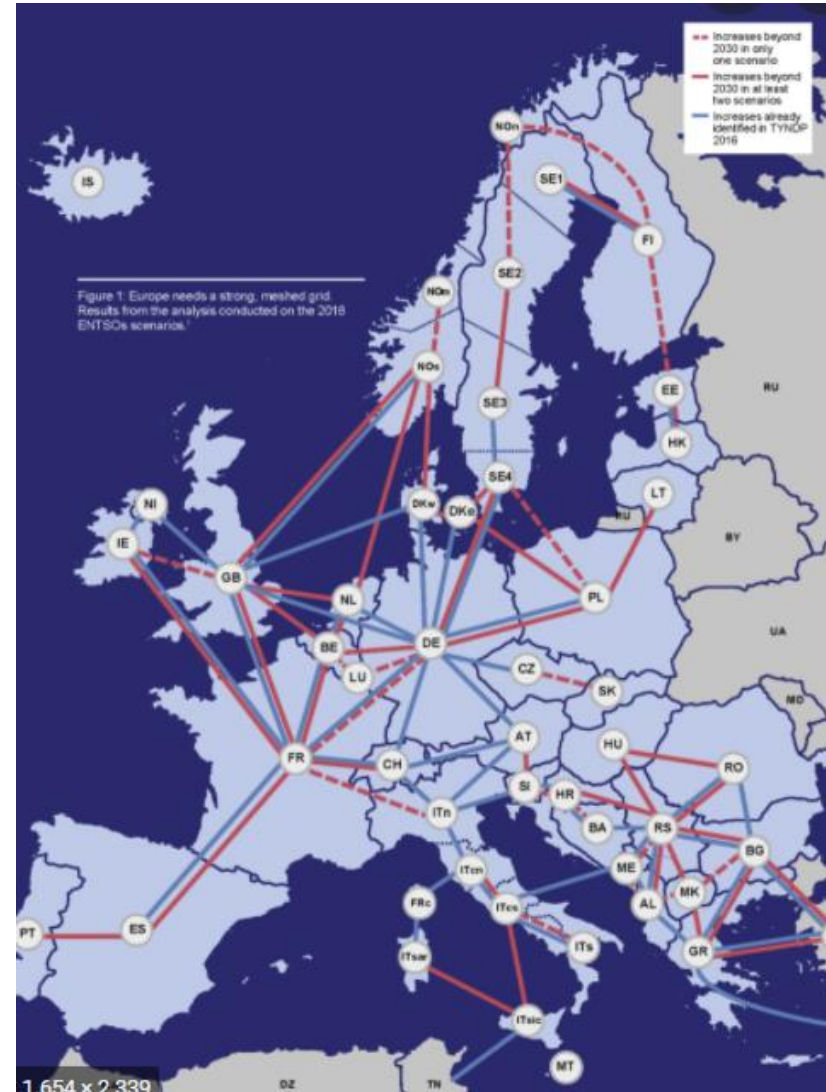 Increases beyond
2030 in only
one scenario
Increases beyond
2030 in at least
two scenarios
Increases already
identified in TYNDP
2016
NOn
IS
SE1
FI
SE2
Figure 1: Europe needs a strong, meshed grid.
Results from the analysis conducted on the 2018
ENTSOs scenarios.¹
NOm
NOs
RU
EE
SE3
HK
SE4
LT
NI
DKw
DKe
RU
IE
BY
GB
NL
PL
BE
DE
UA
LU
CZ
SK
MD
AT
HU
FR
CH
RO
SI
HR
ITn
BA
RS
BG
ITcn
ME
MK
FRc
ITcs
AL
PT
ES
ITs
GR
ITsar
ITsic
MT
1,654 × 2,339
DZ
TN